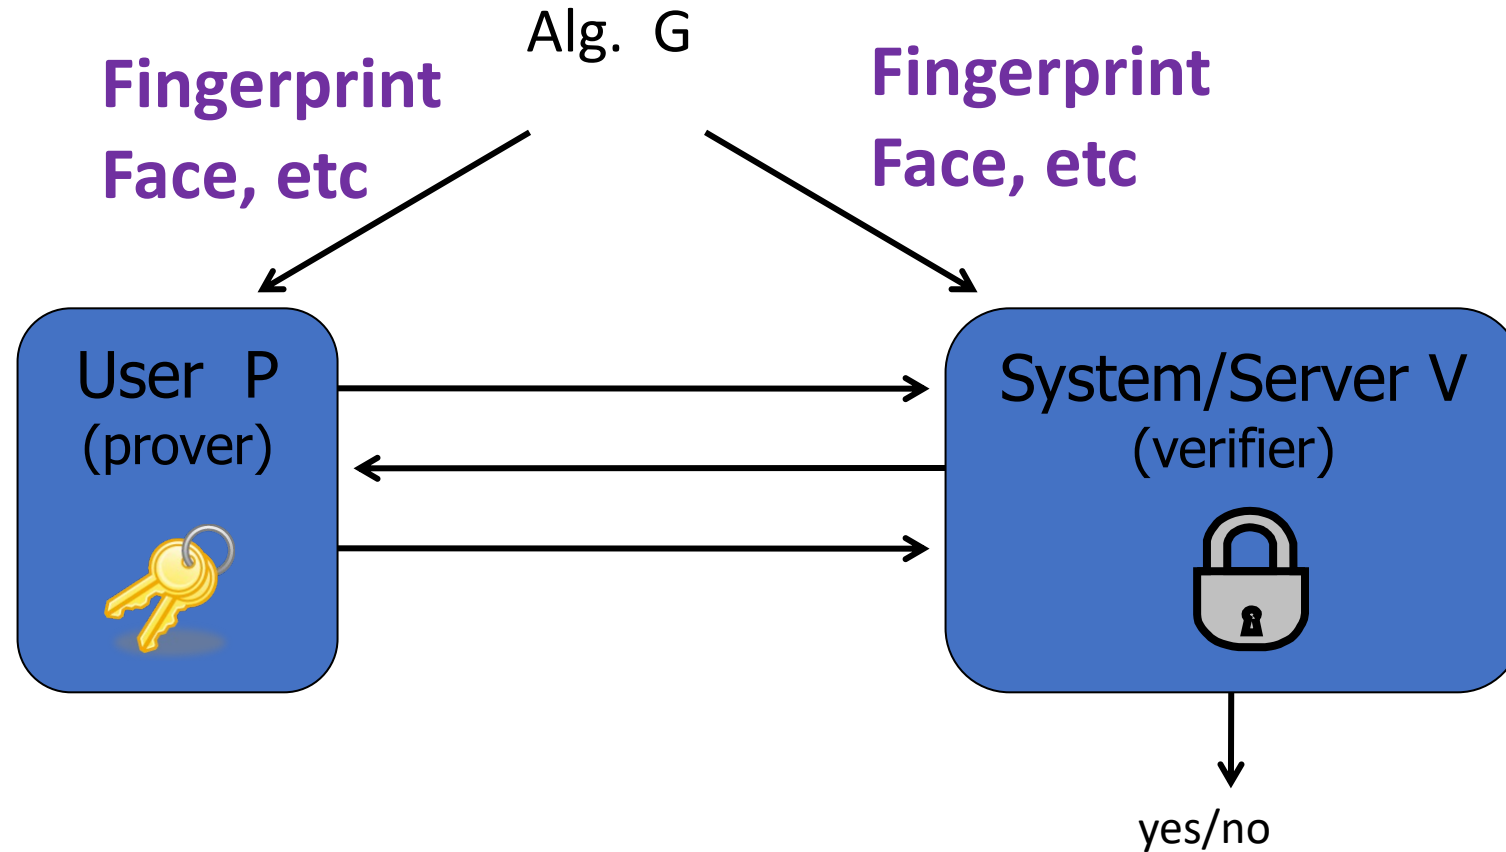 Alg. G
Fingerprint
Face, etc
Fingerprint
Face, etc
User P
(prover)
System/Server V
(verifier)
yes/no